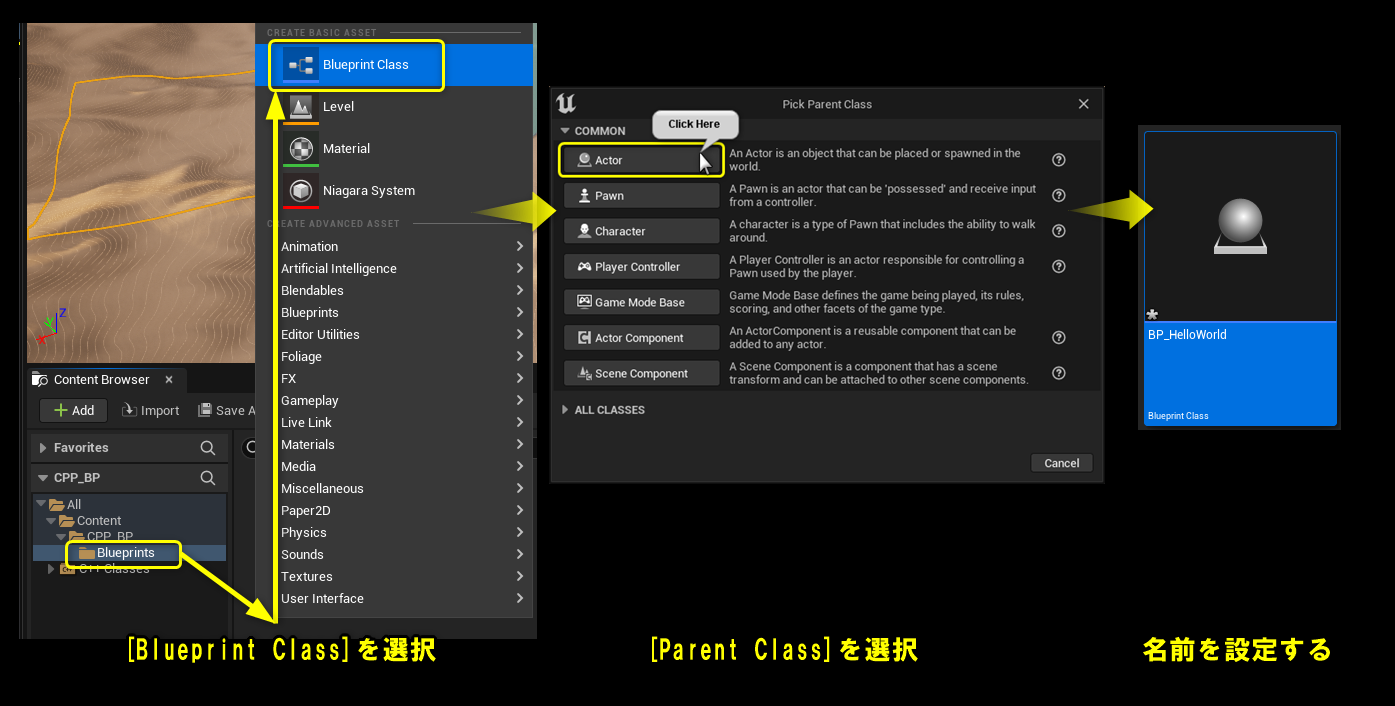 CREATE BASIC ASSET
Blueprint Class
Level
Material
Niagara System
CREATE ADVANCED ASSET
Animation
Artificial Intelligence
Blendables
Blueprints
Editor Utilities
Foliage
FX
Gameplay
Live Link
Materials
Media
Miscellaneous
Paper2D
Physics
Sounds
Textures
User Interface
Z
Y
X
Content Browser
Add
Import
Save A
Favorites
CPP_BP
All
Content
CPP_BP
Blueprints
C++ Classes
[Blueprint Class]を選択
Pick Parent Class
COMMON
Click Here
Actor
An Actor is an object that can be placed or spawned in the
world.
Pawn
A Pawn is an actor that can be 'possessed' and receive input
from a controller.
Character
A character is a type of Pawn that includes the ability to walk
around.
Player Controller
A Player Controller is an actor responsible for controlling a
Pawn used by the player.
Game Mode Base
Game Mode Base defines the game being played, its rules,
scoring, and other facets of the game type.
Actor Component
An ActorComponent is a reusable component that can be
added to any actor.
Scene Component
A Scene Component is a component that has a scene
transform and can be attached to other scene components.
ALL CLASSES
Cancel
[Parent Class]を選択
BP_HelloWorld
Blueprint Class
名前を設定する